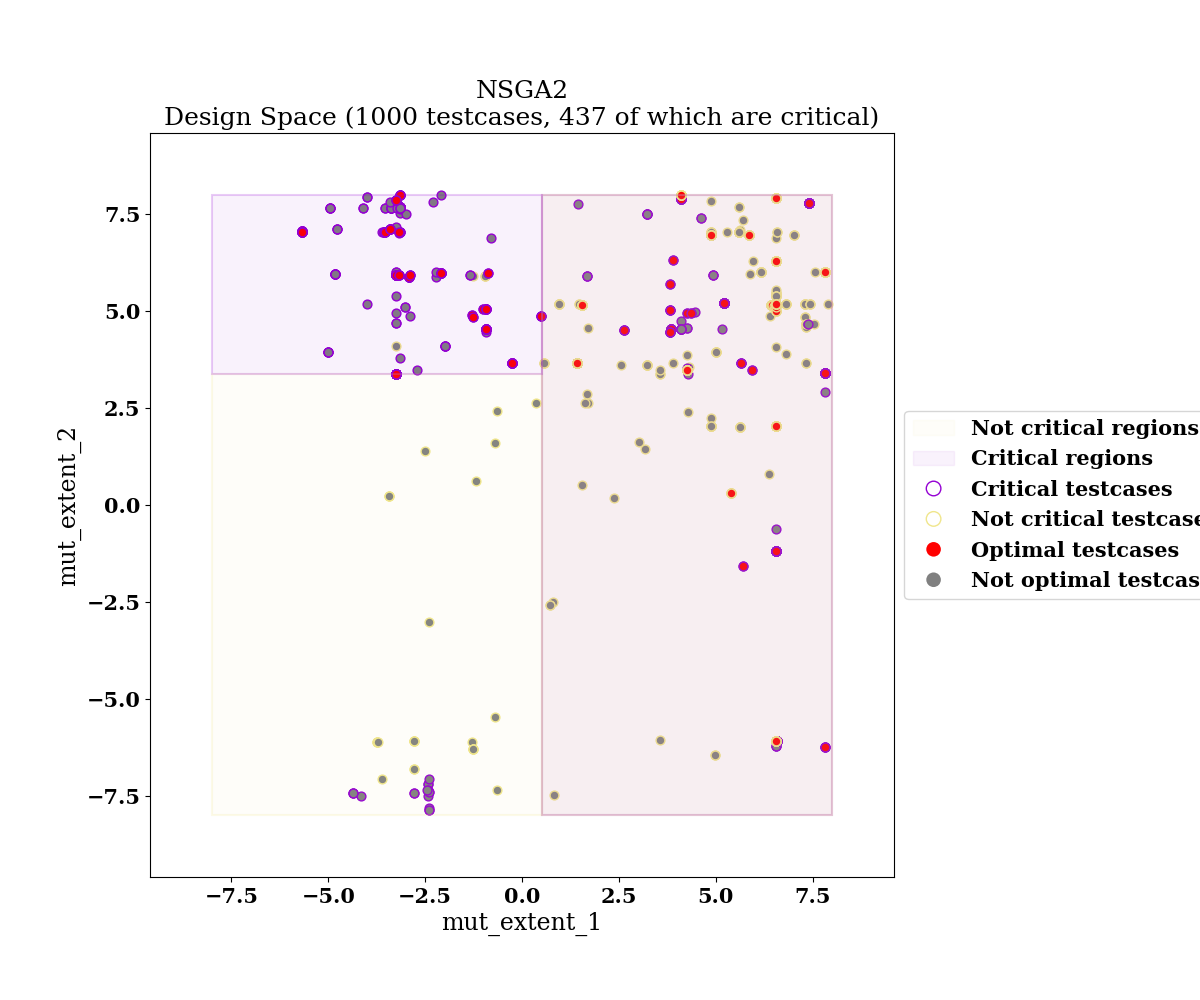 NSGA2
Design Space (1000 testcases, 437 of which are critical)
7.5
5.0
2.5
0.0
−2.5
−5.0
−7.5
mut_extent_2
−7.5
−5.0
−2.5
0.0
2.5
5.0
7.5
mut_extent_1
Not critical regions
Critical regions
Critical testcases
Not critical testcase
Optimal testcases
Not optimal testcas